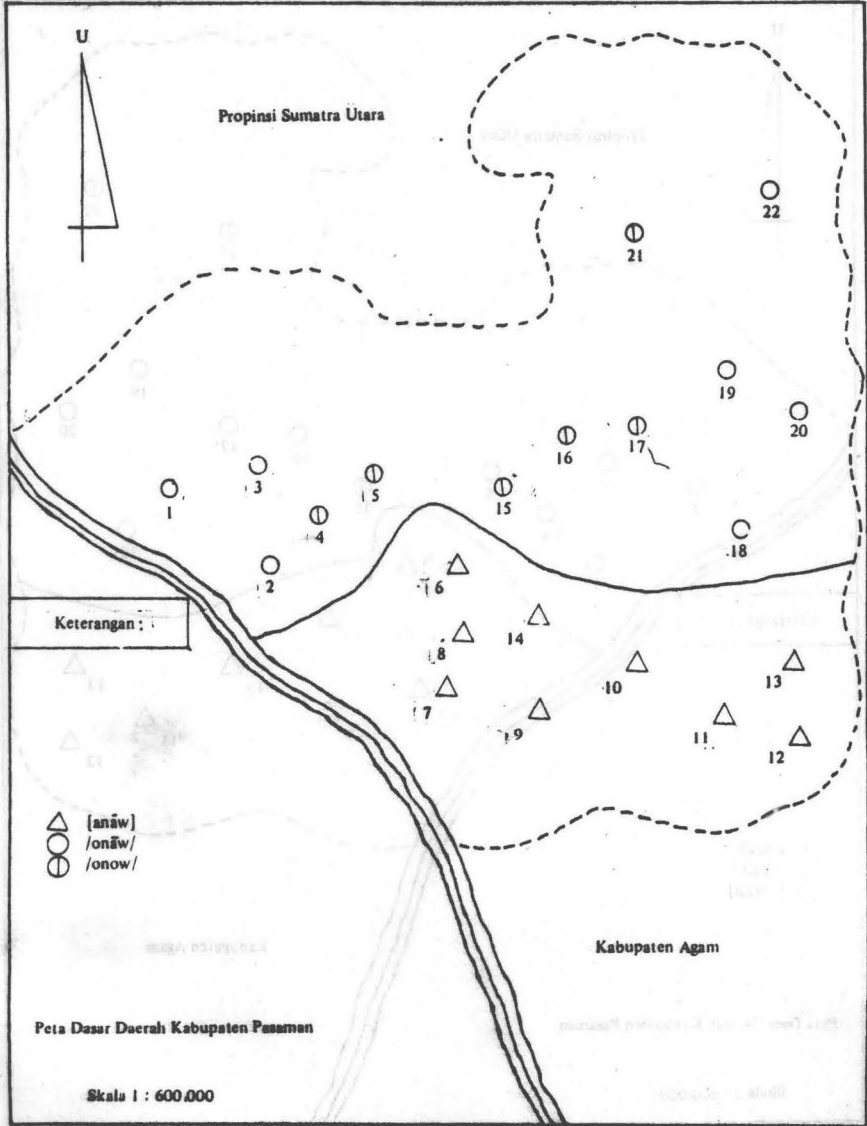 U
Propinsi Sumatra Utara
22
21
19
20
16
17
3
5
15
1
4
18
2
6
Keterangan :
14
8
10
13
7
9
11
12
[anãw]
/onãw/
/onow/
Kabupaten Agam
Peta Dasar Daerah Kabupaten Pasaman
Skala 1 : 600.000